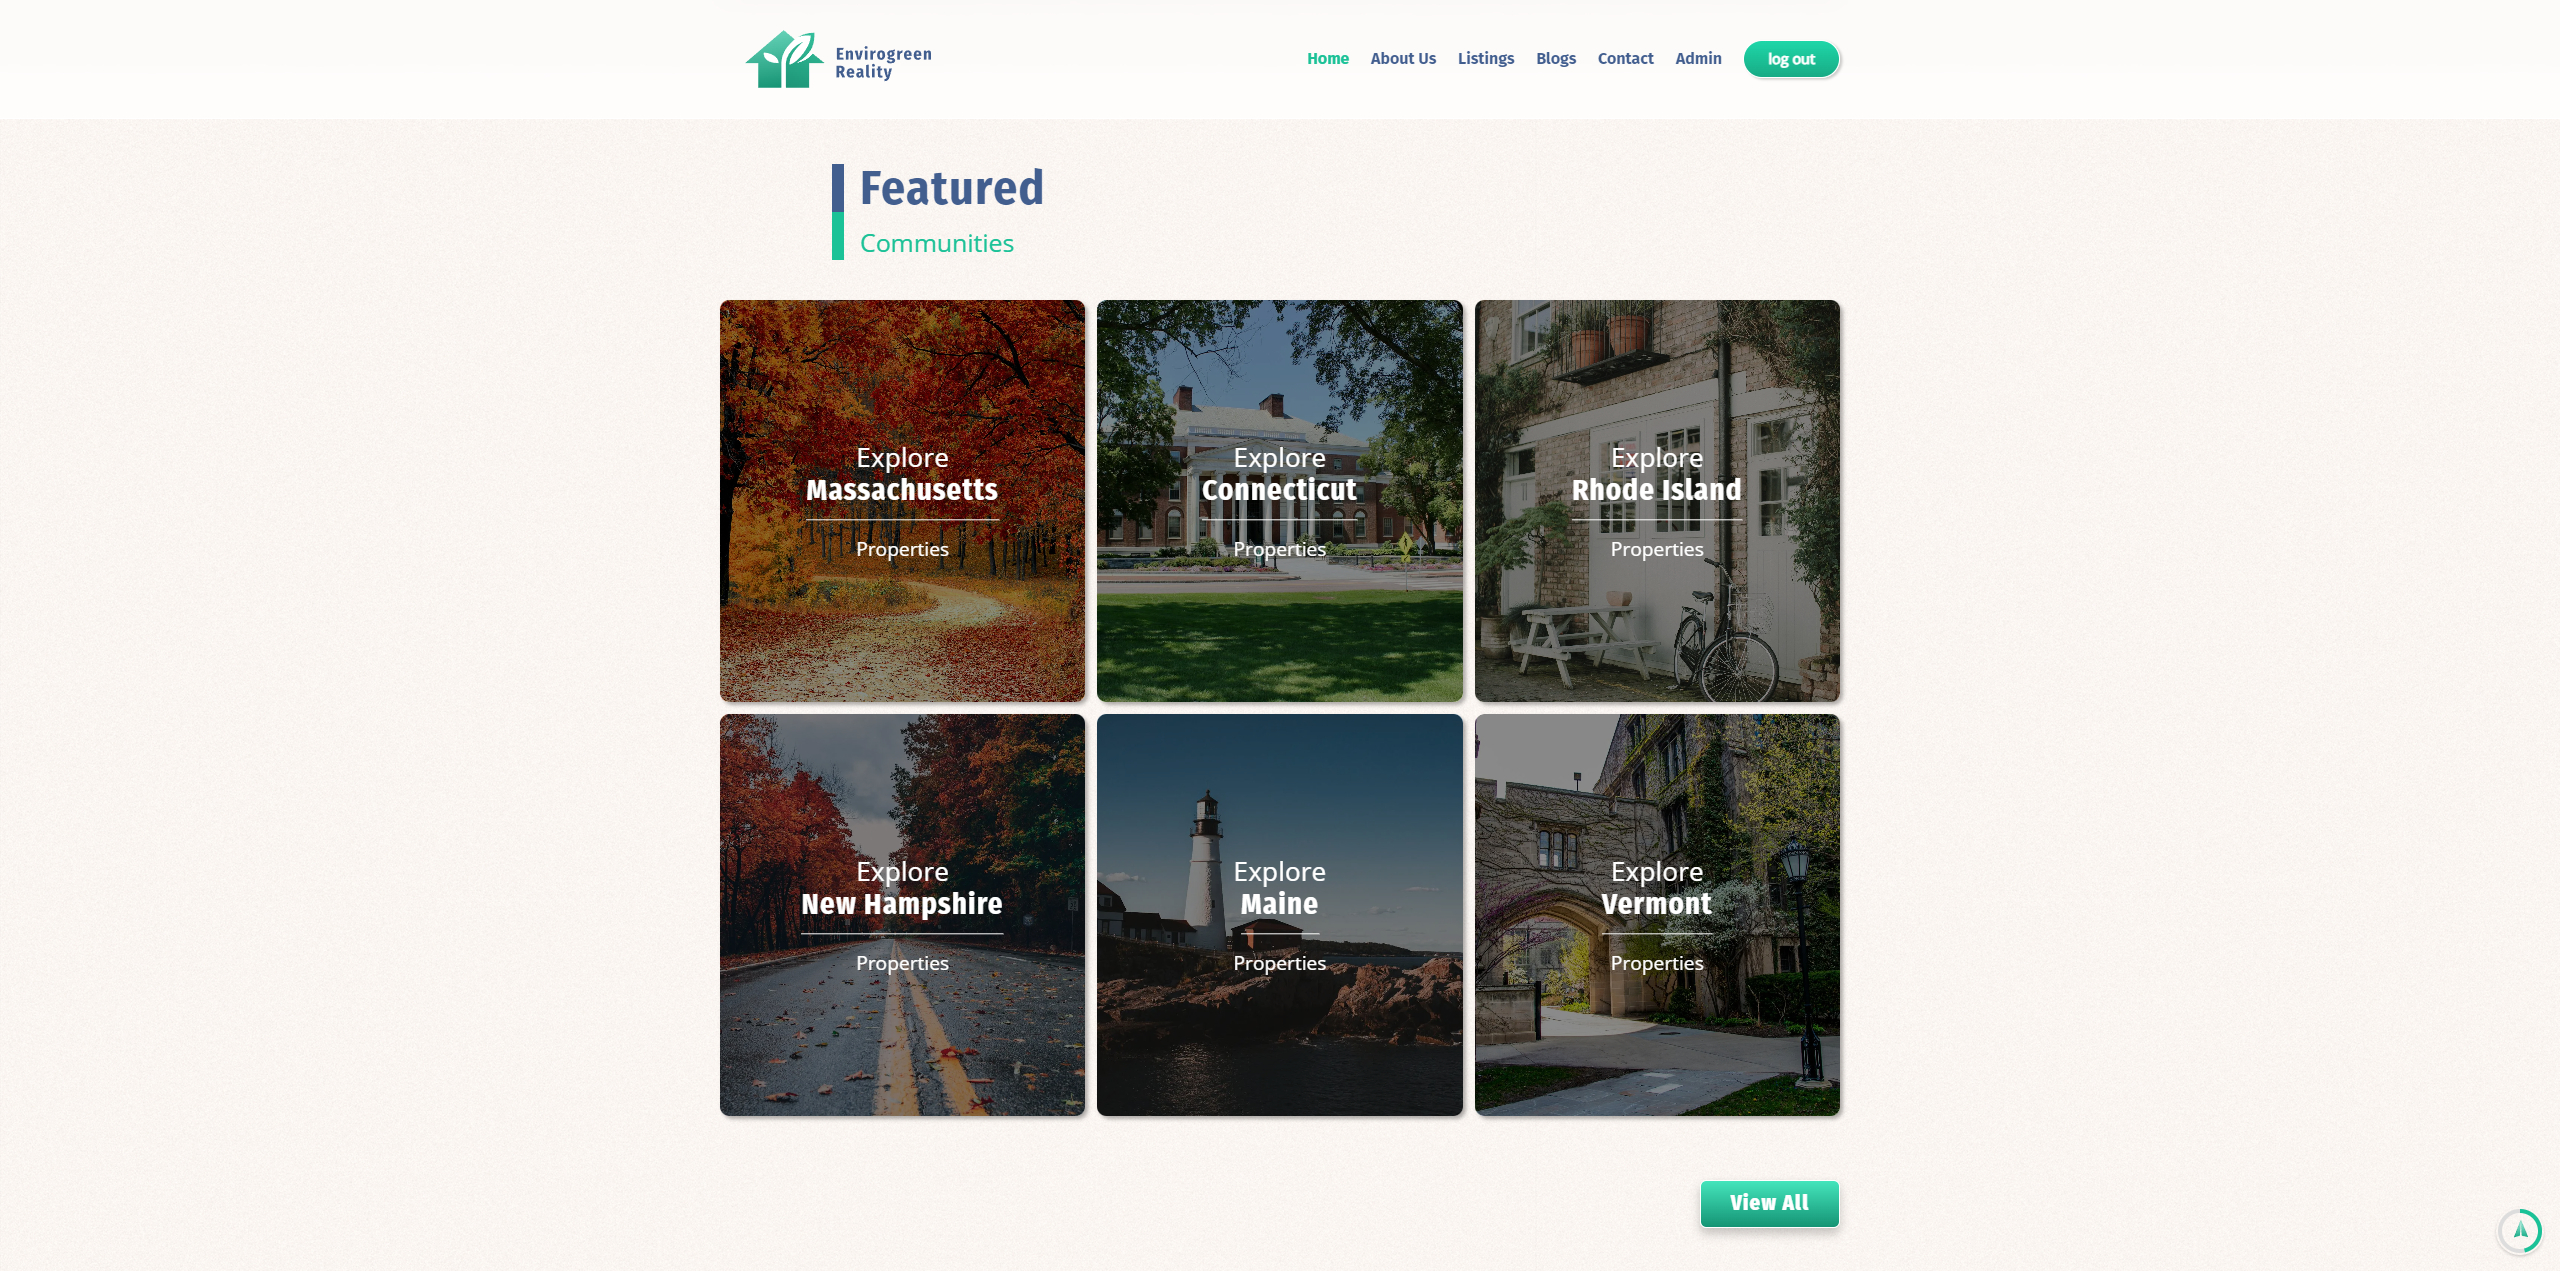 Envirogreen
Reality
Home About Us Listings Blogs Contact Admin log out
Featured
Communities
Explore
Massachusetts
Properties
Explore
Connecticut
Properties
Explore
Rhode Island
Properties
Explore
New Hampshire
Properties
Explore
Maine
Properties
Explore
Vermont
Properties
View All